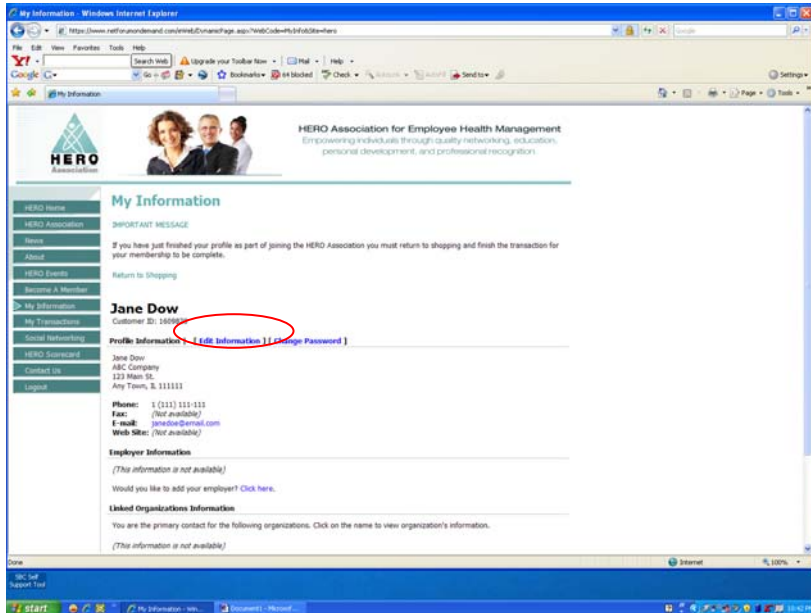 My Information - Windows Internet Explorer
File Edit View Favorites Tools Help
Search Web Upgrade your Toolbar Now Mail Help
Google Go Bookmarks 64 blocked Check Send to Settings
My Information Page Tools
HERO
Association
HERO Association for Employee Health Management
Empowering individuals through quality networking, education,
personal development, and professional recognition.
HERO Home
HERO Association
News
About
HERO Events
Become A Member
My Information
My Transactions
Social Networking
HERO Scorecard
Contact Us
Logout
My Information
IMPORTANT MESSAGE
If you have just finished your profile as part of joining the HERO Association you must return to shopping and finish the transaction for
your membership to be complete.
Return to Shopping
Jane Dow
Customer ID:
Profile Information [ Edit Information ] [ Change Password ]
Jane Dow
ABC Company
123 Main St.
Any Town, IL 111111
Phone: 1 (111) 111-111
Fax: (Not available)
E-mail: janedoe@email.com
Web Site: (Not available)
Employer Information
(This information is not available)
Would you like to add your employer? Click here.
Linked Organizations Information
You are the primary contact for the following organizations. Click on the name to view organization's information.
(This information is not available)
Done Internet 100%
SBC Self
Support Tool
start My Information - Win... Document1 - Microsof...